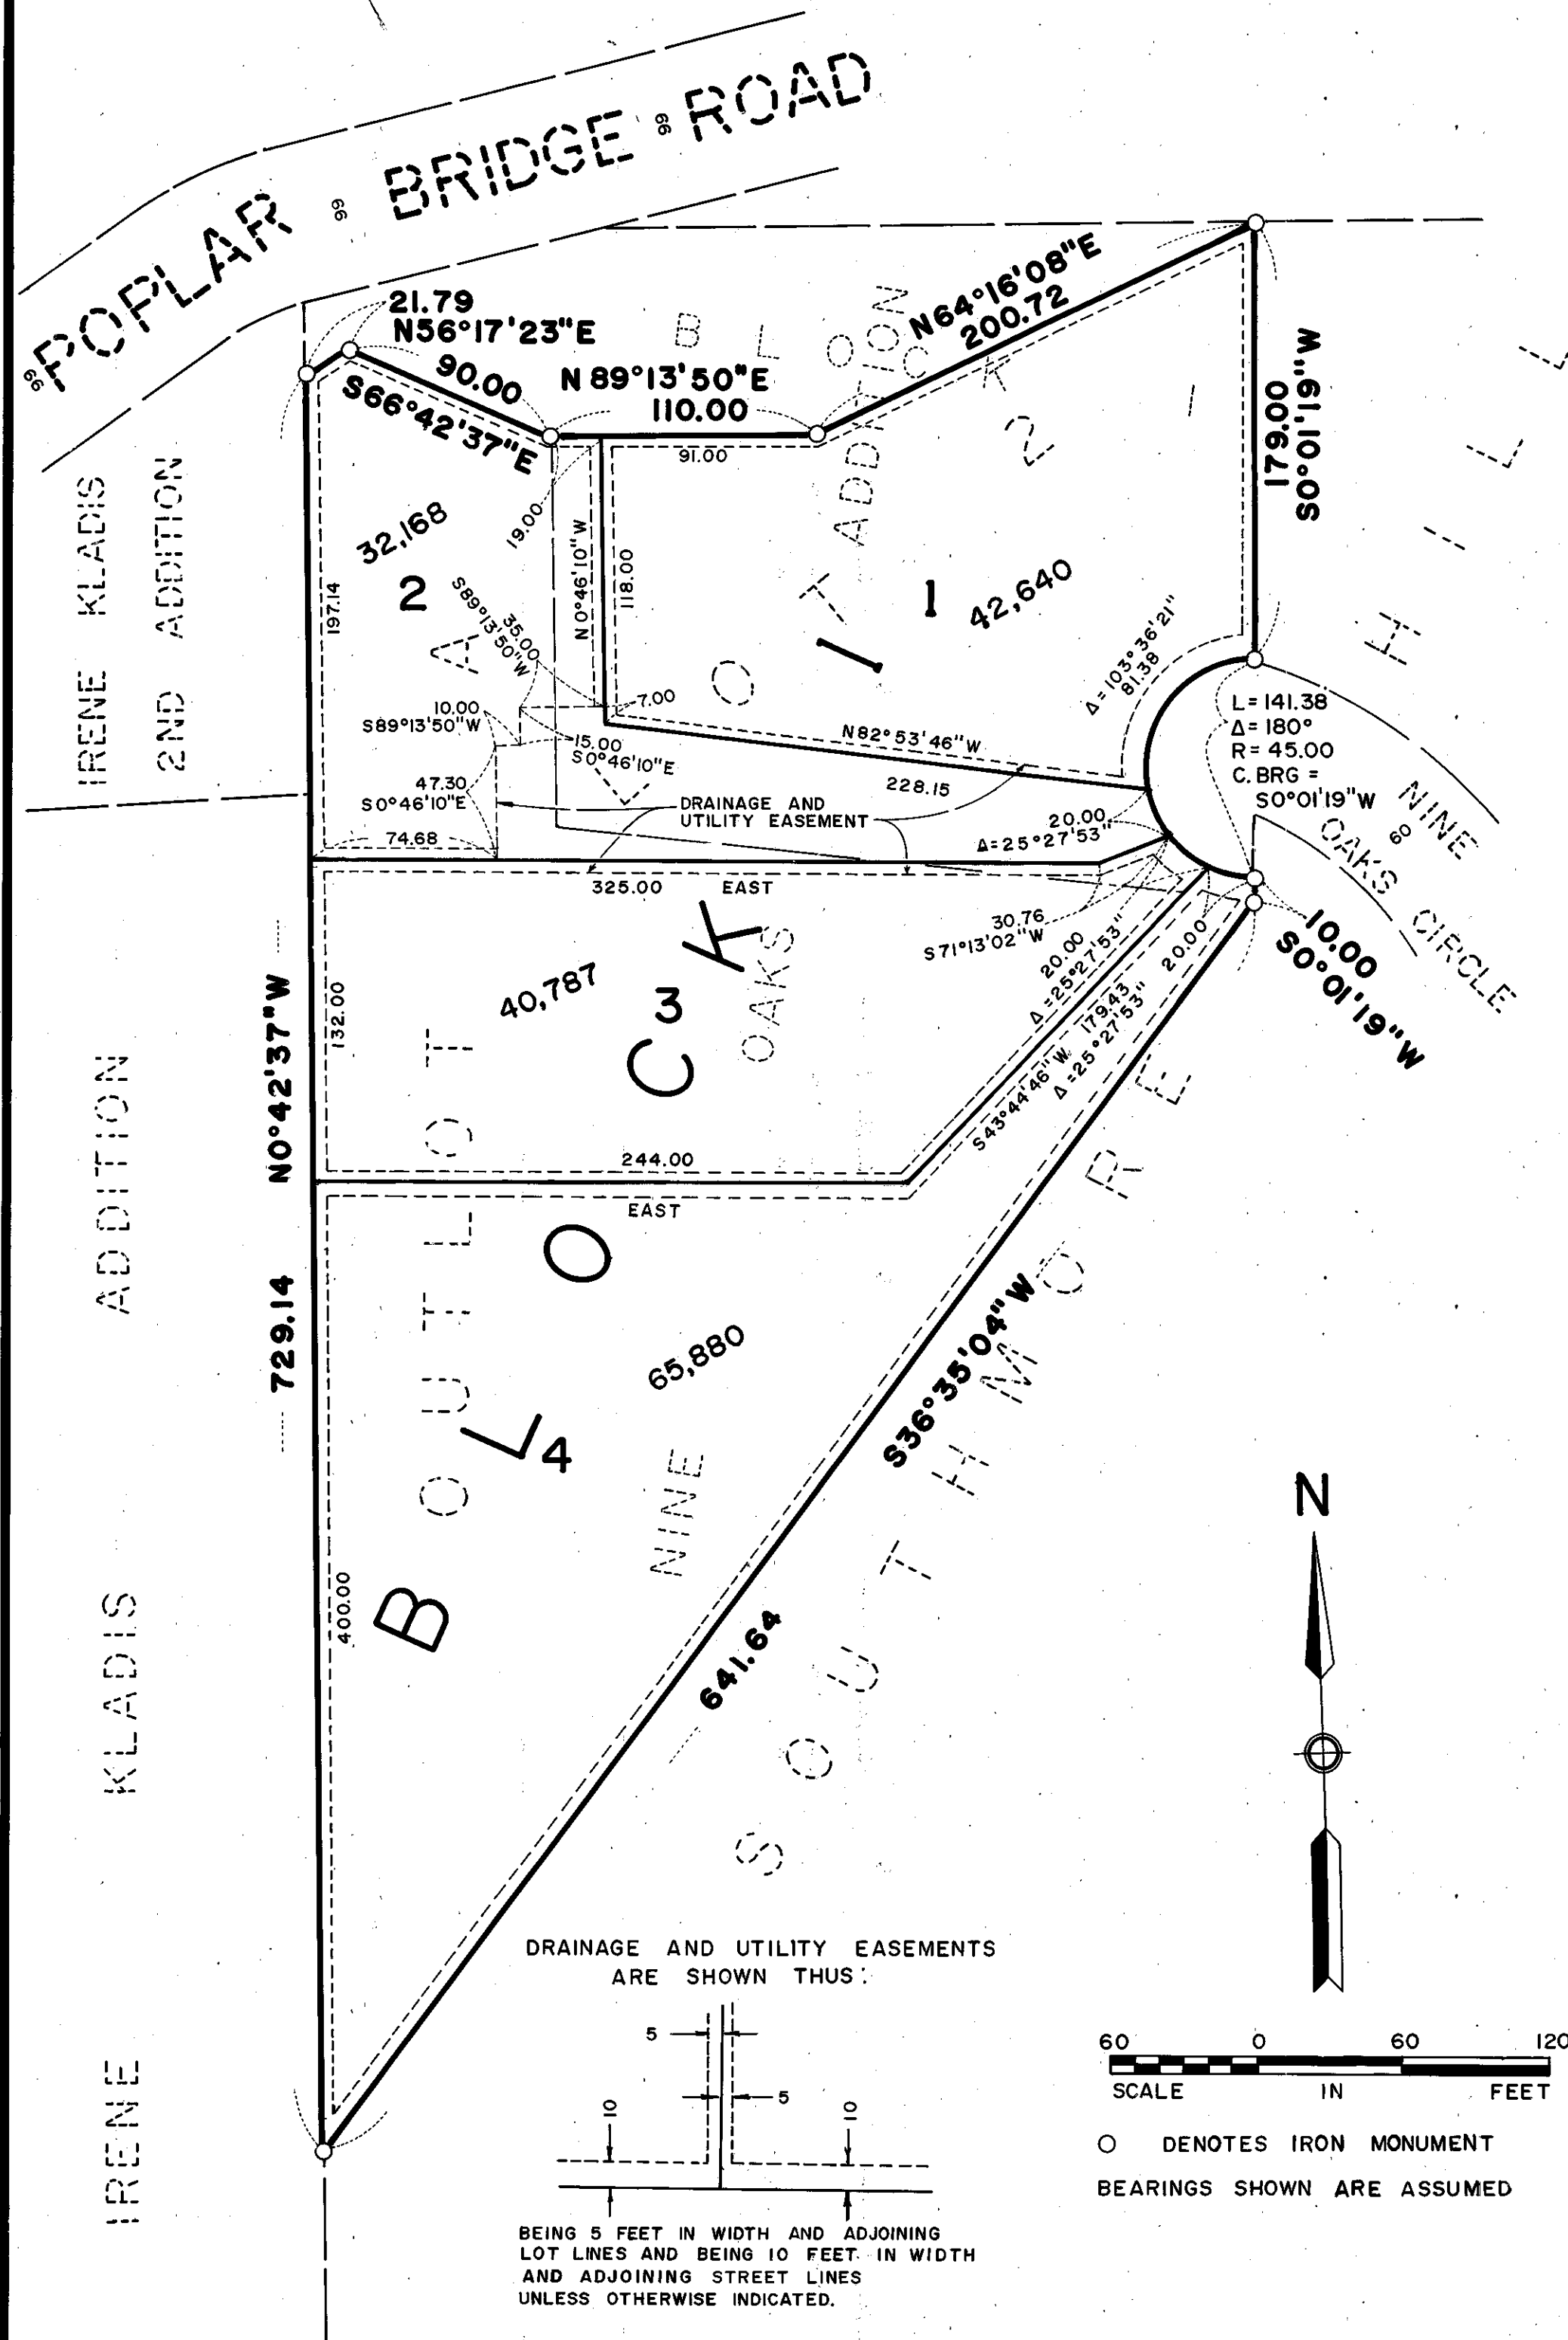 POPLAR BRIDGE ROAD
66
66
66
21.79
N56°17'23"E
90.00
S66°42'37"E
N 89°13'50"E
110.00
N64°16'08"E
200.72
179.00
S0°01'19"W
BLOCK 2
91.00
19.00
N 0°46'10" W
118.00
32,168
2
197.14
S89°13'50"W
35.00
7.00
10.00
S89°13'50"W
15.00
S0°46'10"E
47.30
S0°46'10"E
74.68
1
42,640
Δ=103°36'21"
81.38
N82°53'46"W
228.15
L=141.38
Δ=180°
R=45.00
C. BRG =
S0°01'19"W
DRAINAGE AND
UTILITY EASEMENT
20.00
Δ=25°27'53"
NINE
OAKS CIRCLE
60
10.00
S0°01'19"W
325.00 EAST
30.76
S71°13'02"W
20.00
Δ=25°27'53"
20.00
Δ=25°27'53"
S43°44'46"W 179.43
40,787
3
132.00
244.00
EAST
65,880
4
400.00
N0°42'37"W
729.14
S36°35'04"W
641.64
BLOCK 1
OUTLOT A
NINE OAKS ADDITION
SOUTHMORE HILL
IRENE KLADIS
2ND ADDITION
IRENE KLADIS ADDITION
N
DRAINAGE AND UTILITY EASEMENTS
ARE SHOWN THUS:
5
5
10
10
BEING 5 FEET IN WIDTH AND ADJOINING
LOT LINES AND BEING 10 FEET IN WIDTH
AND ADJOINING STREET LINES
UNLESS OTHERWISE INDICATED.
60 0 60 120
SCALE IN FEET
O DENOTES IRON MONUMENT
BEARINGS SHOWN ARE ASSUMED